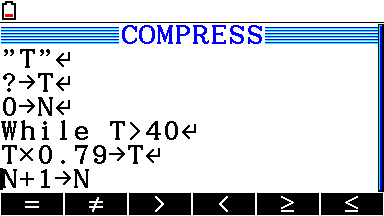 COMPRESS
"T"↵
?→T↵
0→N↵
While T>40↵
T×0.79→T↵
N+1→N
= ≠ > < ≥ ≤